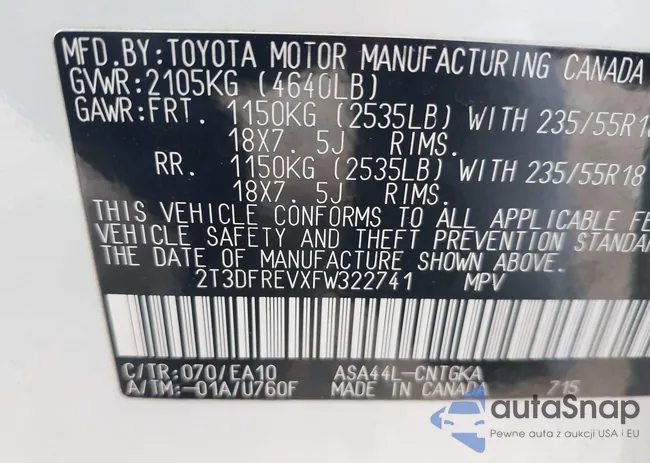 MFD.BY:TOYOTA MOTOR MANUFACTURING CANADA
GVWR:2105KG (4640LB)
GAWR:FRT. 1150KG (2535LB) WITH 235/55R18
18X7.5J RIMS.
RR. 1150KG (2535LB) WITH 235/55R18
18X7.5J RIMS.
THIS VEHICLE CONFORMS TO ALL APPLICABLE FE
VEHICLE SAFETY AND THEFT PREVENTION STANDA
THE DATE OF MANUFACTURE SHOWN ABOVE.
2T3DFREVXFW322741 MPV
C/TR:070/EA10 ASA44L-CNTGKA
A/TM:-01A/U760F MADE IN CANADA Z15
autaSnap
Pewne auta z aukcji USA i EU